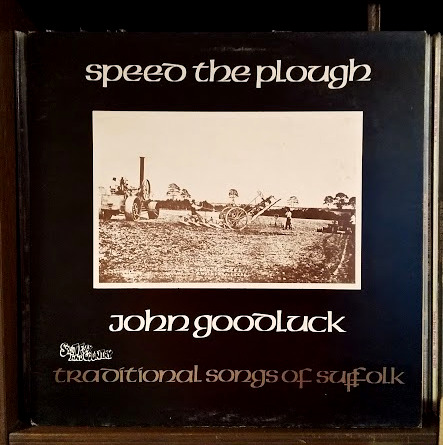 speed the plough
john goodluck
traditional songs of suffolk